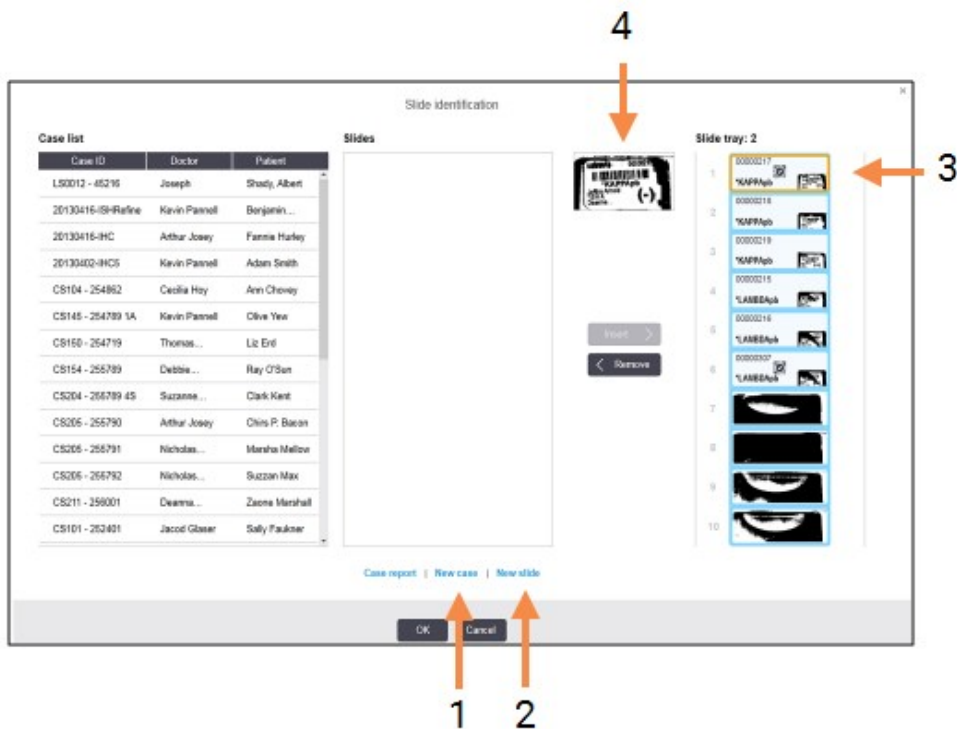 4
Slide identification
Case list
Slides
Slide tray: 2
Case ID Doctor Patient
LS0012 - 45216 Joseph Shady, Albert
20130416-ISHRefine Kevin Pannell Benjamin...
20130416-IHC Arthur Josey Fannie Hurley
20130402-IHC5 Kevin Pannell Adam Smith
CS104 - 254862 Cecilia Hoy Ann Chovey
CS145 - 254789 1A Kevin Pannell Olive Yew
CS150 - 254719 Thomas... Liz Erd
CS154 - 255789 Debbie... Ray O'Sun
CS204 - 255789 4S Suzanne... Clark Kent
CS205 - 255790 Arthur Josey Chirs P. Bacon
CS205 - 255791 Nicholas... Marsha Mellow
CS205 - 255792 Nicholas... Suzzan Max
CS211 - 256001 Deanna... Zaone Marshall
CS101 - 252401 Jacod Glaser Sally Faukner
*KAPPApb
(-)
Insert
Remove
1
00000217
*KAPPApb
2
00000218
*KAPPApb
3
00000219
*KAPPApb
4
00000215
*LAMBDApb
5
00000216
*LAMBDApb
6
00000307
*LAMBDApb
7
8
9
10
3
Case report | New case | New slide
OK
Cancel
1
2